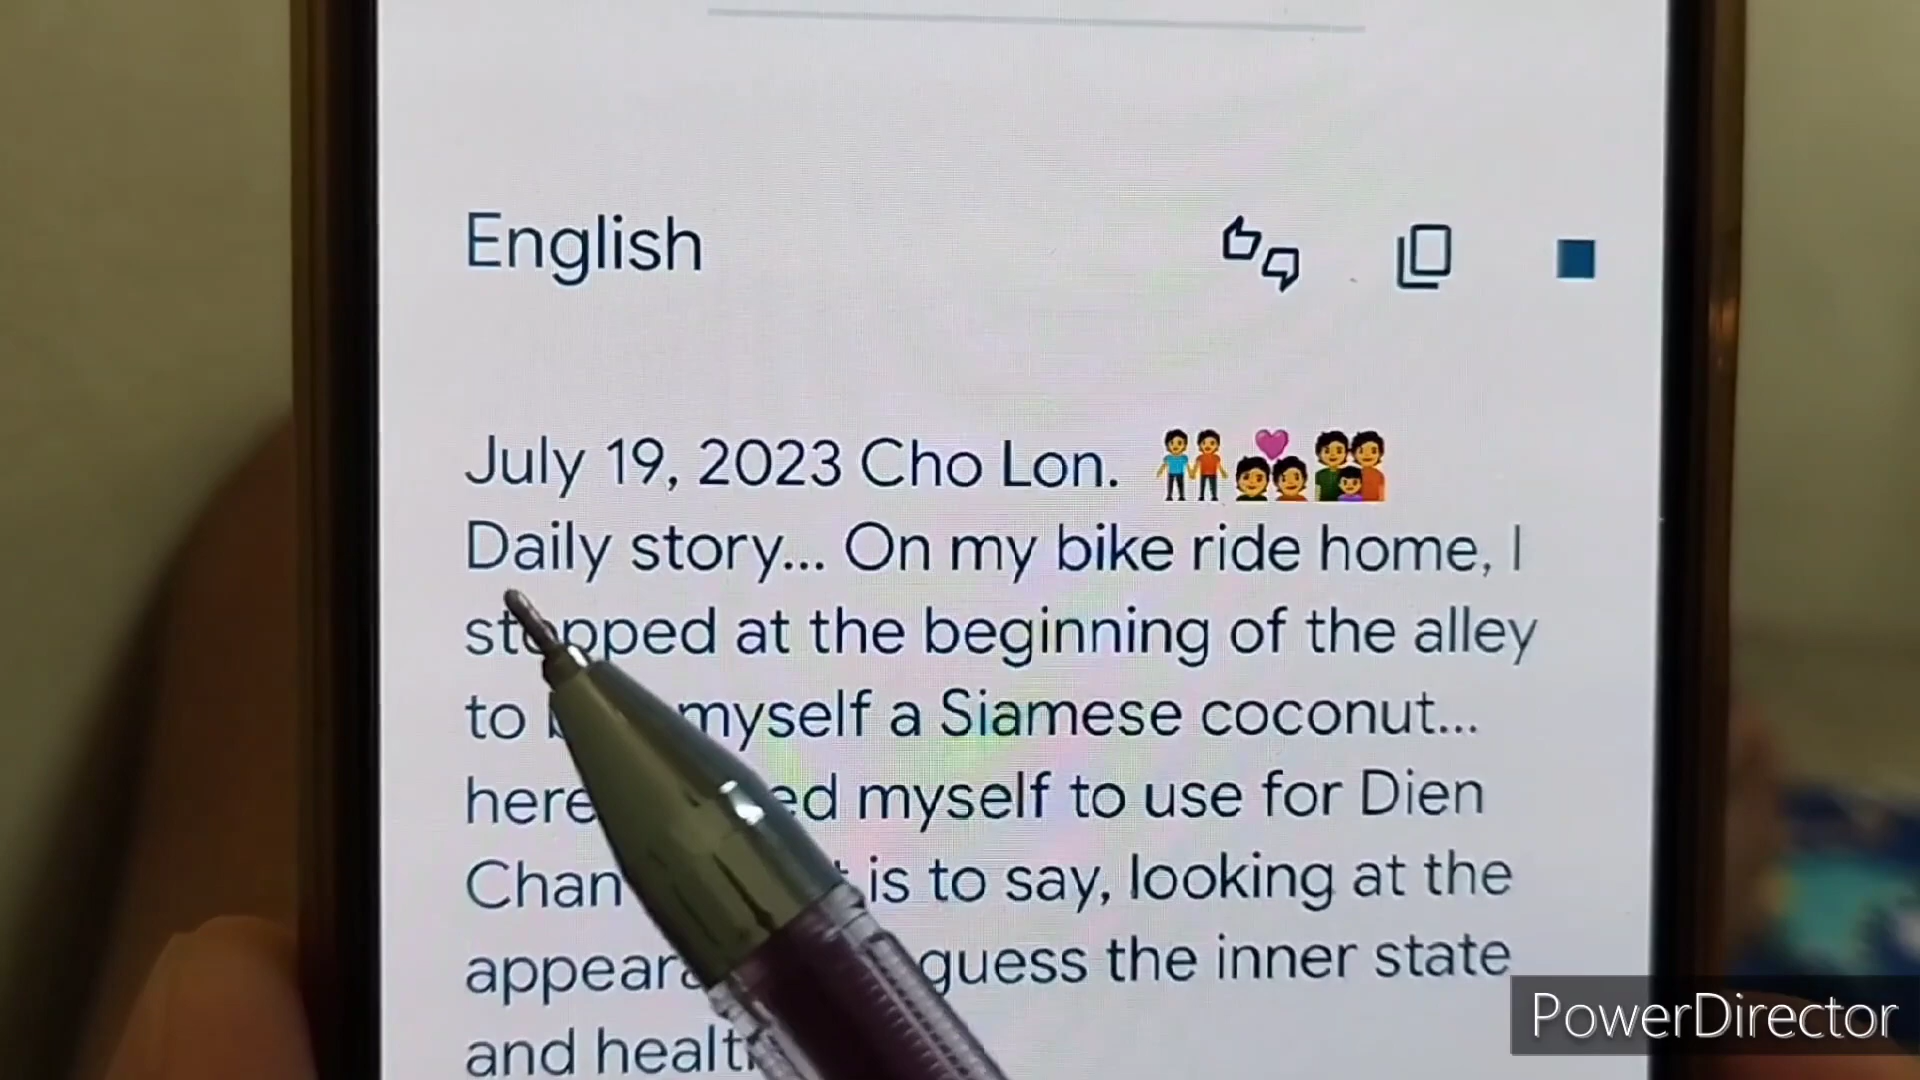 English
July 19, 2023 Cho Lon. 👬💑👪
Daily story... On my bike ride home, I
stopped at the beginning of the alley
to myself a Siamese coconut...
here myself to use for Dien
Chan is to say, looking at the
guess the inner state
and
PowerDirector